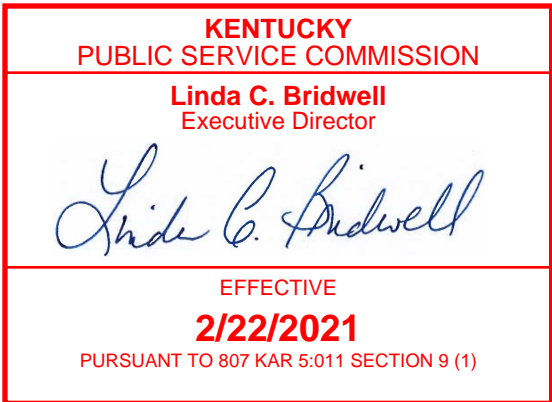 KENTUCKY
PUBLIC SERVICE COMMISSION
Linda C. Bridwell
Executive Director
Linda C. Bridwell
EFFECTIVE
2/22/2021
PURSUANT TO 807 KAR 5:011 SECTION 9 (1)